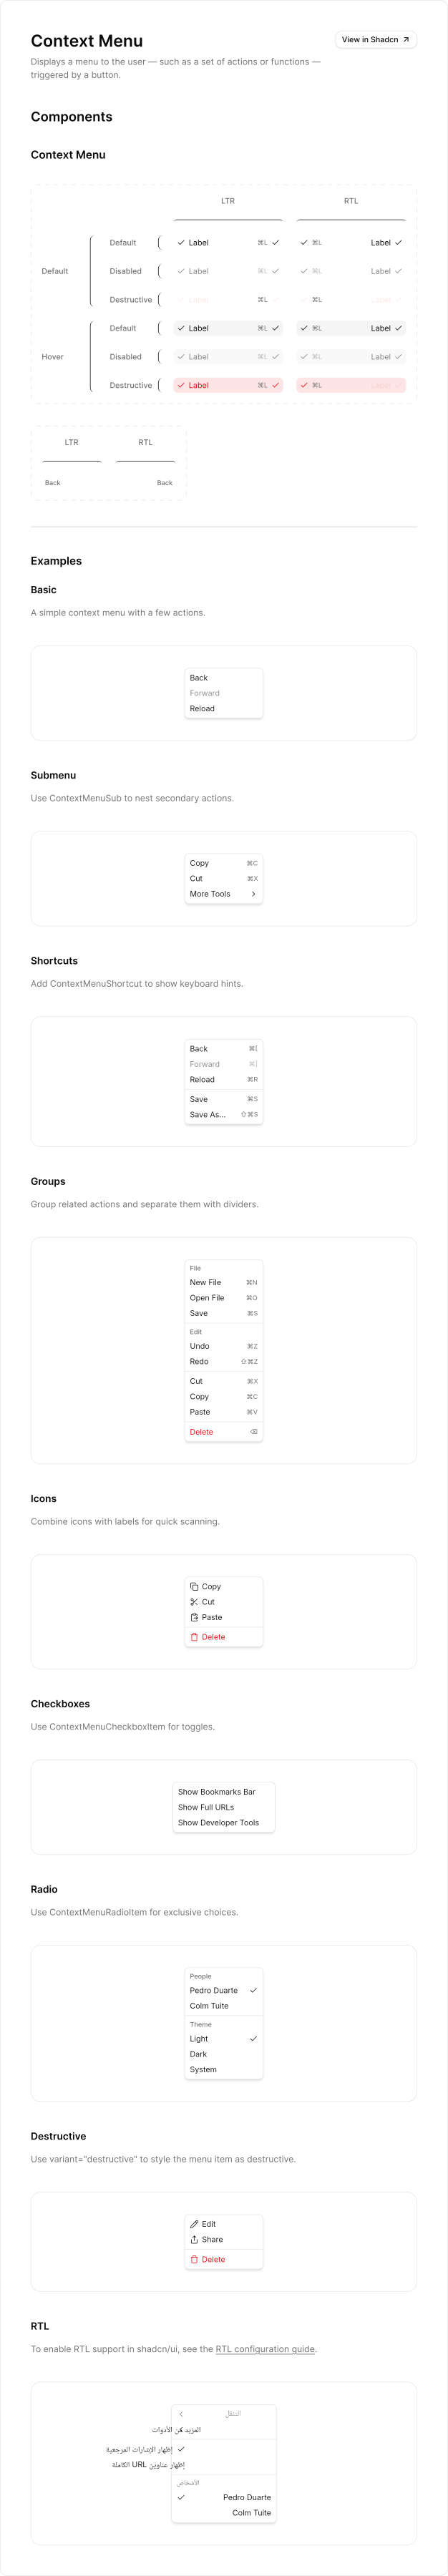 Context Menu
View in Shadcn
Displays a menu to the user — such as a set of actions or functions —
triggered by a button.
Components
Context Menu
LTR RTL
Default Label ⌘L ⌘L Label
Default Disabled Label ⌘L ⌘L Label
Destructive Label ⌘L ⌘L Label
Default Label ⌘L ⌘L Label
Hover Disabled Label ⌘L ⌘L Label
Destructive Label ⌘L ⌘L Label
LTR RTL
Back Back
Examples
Basic
A simple context menu with a few actions.
Back
Forward
Reload
Submenu
Use ContextMenuSub to nest secondary actions.
Copy ⌘C
Cut ⌘X
More Tools
Shortcuts
Add ContextMenuShortcut to show keyboard hints.
Back ⌘[
Forward ⌘]
Reload ⌘R
Save ⌘S
Save As... ⇧⌘S
Groups
Group related actions and separate them with dividers.
File
New File ⌘N
Open File ⌘O
Save ⌘S
Edit
Undo ⌘Z
Redo ⇧⌘Z
Cut ⌘X
Copy ⌘C
Paste ⌘V
Delete ⌫
Icons
Combine icons with labels for quick scanning.
Copy
Cut
Paste
Delete
Checkboxes
Use ContextMenuCheckboxItem for toggles.
Show Bookmarks Bar
Show Full URLs
Show Developer Tools
Radio
Use ContextMenuRadioItem for exclusive choices.
People
Pedro Duarte
Colm Tuite
Theme
Light
Dark
System
Destructive
Use variant="destructive" to style the menu item as destructive.
Edit
Share
Delete
RTL
To enable RTL support in shadcn/ui, see the RTL configuration guide.
التنقل
المزيد من الأدوات
إظهار الإشارات المرجعية
إظهار عناوين URL الكاملة
الأشخاص
Pedro Duarte
Colm Tuite